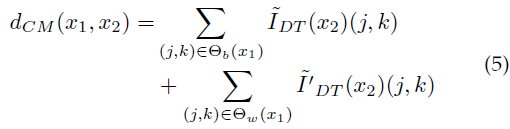 d_{CM}(x_1, x_2) = \sum_{(j,k)\in\Theta_b(x_1)} \tilde{I}_{DT}(x_2)(j, k)
+ \sum_{(j,k)\in\Theta_w(x_1)} \tilde{I}'_{DT}(x_2)(j, k) (5)